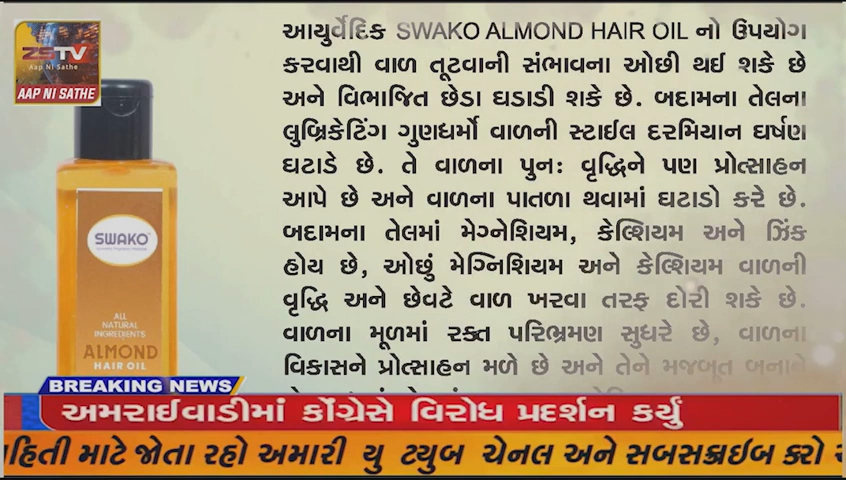 ZSTV
Aap Ni Sathe
AAP NI SATHE
આયુર્વેદિક SWAKO ALMOND HAIR OIL નો ઉપયોગ
કરવાથી વાળ તૂટવાની સંભાવના ઓછી થઈ શકે છે
અને વિભાજિત છેડા ઘડાડી શકે છે. બદામના તેલના
લુબ્રિકેટિંગ ગુણધર્મો વાળની સ્ટાઈલ દરમિયાન ઘર્ષણ
ઘટાડે છે. તે વાળના પુનઃ વૃદ્ધિને પણ પ્રોત્સાહન
આપે છે અને વાળના પાતળા થવામાં ઘટાડો કરે છે.
બદામના તેલમાં મેગ્નેશિયમ, કેલ્શિયમ અને ઝિંક
હોય છે, ઓછું મેગ્નિશિયમ અને કેલ્શિયમ વાળની
વૃદ્ધિ અને છેવટે વાળ ખરવા તરફ દોરી શકે છે.
વાળના મૂળમાં રક્ત પરિભ્રમણ સુધરે છે, વાળના
વિકાસને પ્રોત્સાહન મળે છે અને તેને મજબૂત બનાવે
SWAKO
ALL
NATURAL
INGREDIENTS
ALMOND
HAIR OIL
BREAKING NEWS
અમરાઈવાડીમાં કોંગ્રેસે વિરોધ પ્રદર્શન કર્યું
માટે જોતા રહો અમારી યુ ટ્યુબ ચેનલ અને સબસક્રાઇબ કરો